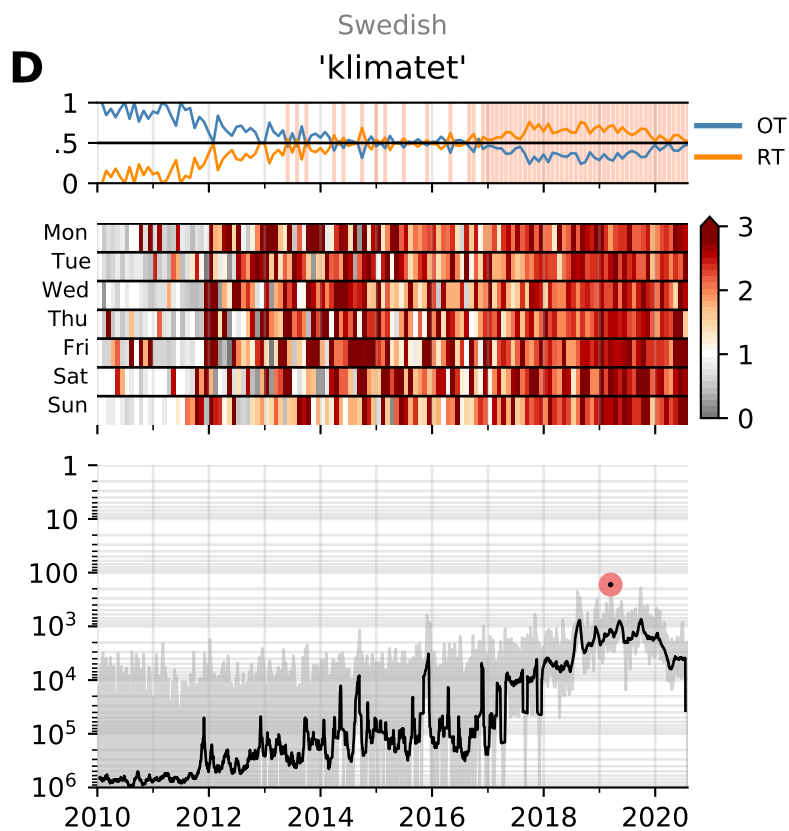 Swedish
D
'klimatet'
1
.5
0
OT
RT
Mon
Tue
Wed
Thu
Fri
Sat
Sun
3
2
1
0
1
10
100
10³
10⁴
10⁵
10⁶
2010 2012 2014 2016 2018 2020